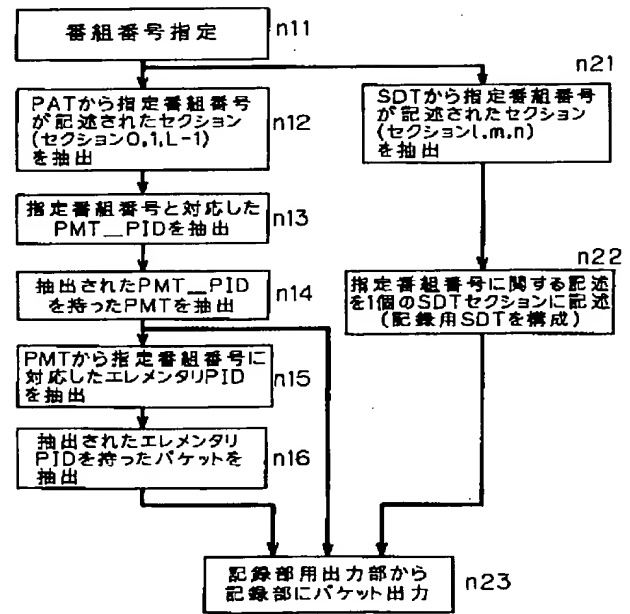 番組番号指定
n11
PATから指定番組番号
が記述されたセクション
(セクション0,1,L-1)
を抽出
n12
指定番組番号と対応した
PMT__PIDを抽出
n13
抽出されたPMT__PID
を持ったPMTを抽出
n14
PMTから指定番組番号に
対応したエレメンタリPID
を抽出
n15
抽出されたエレメンタリ
PIDを持ったパケットを
抽出
n16
n21
SDTから指定番組番号
が記述されたセクション
(セクションl.m.n)
を抽出
n22
指定番組番号に関する記述
を1個のSDTセクションに記述
(記録用SDTを構成)
記録部用出力部から
記録部にパケット出力
n23